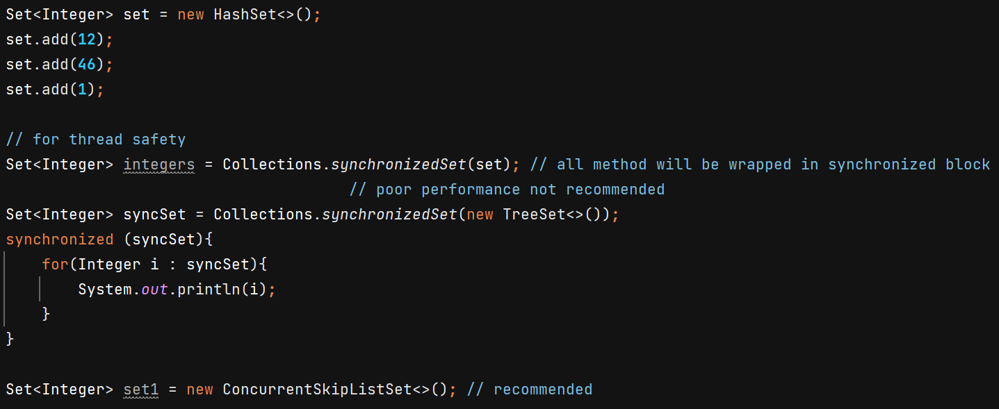 Set<Integer> set = new HashSet<>();
set.add(12);
set.add(46);
set.add(1);
// for thread safety
Set<Integer> integers = Collections.synchronizedSet(set); // all method will be wrapped in synchronized block
// poor performance not recommended
Set<Integer> syncSet = Collections.synchronizedSet(new TreeSet<>());
synchronized (syncSet){
for(Integer i : syncSet){
System.out.println(i);
}
}
Set<Integer> set1 = new ConcurrentSkipListSet<>(); // recommended